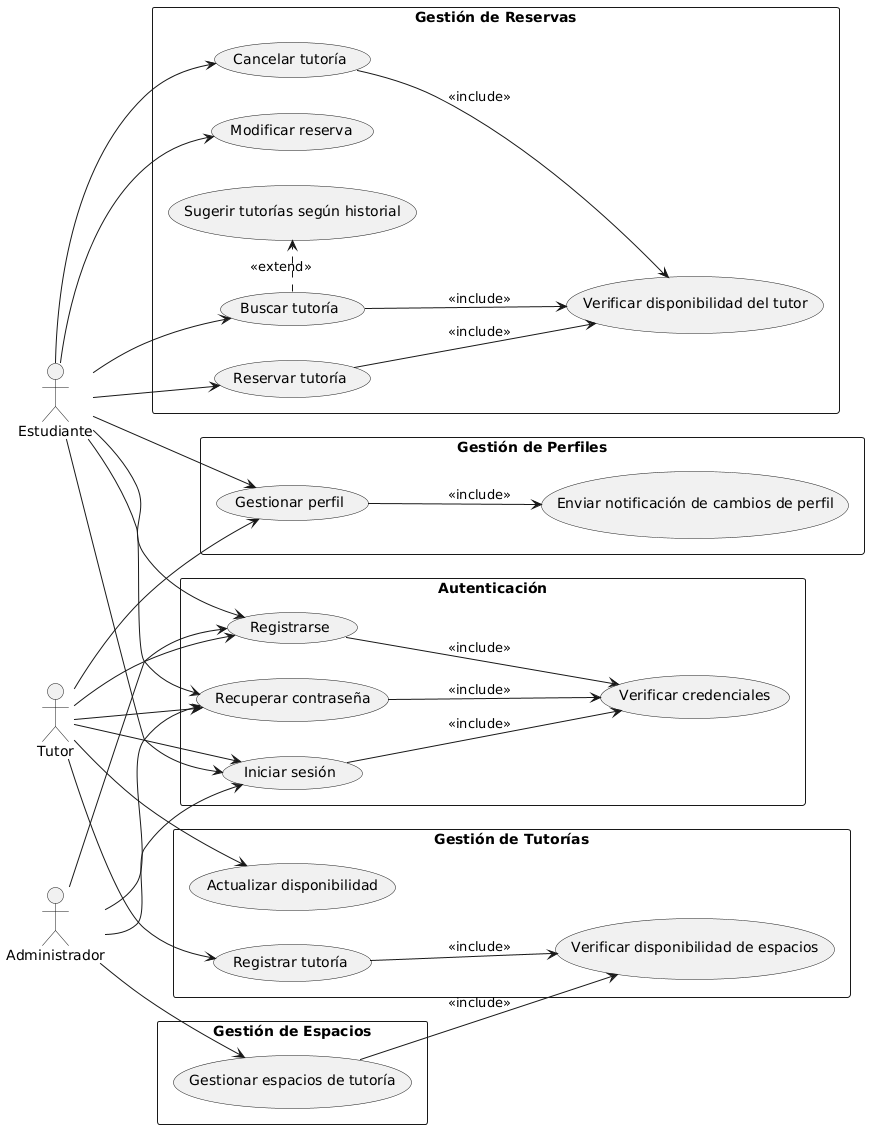 Gestión de Reservas
Cancelar tutoría
«include»
Modificar reserva
Sugerir tutorías según historial
«extend»
Buscar tutoría
«include»
Verificar disponibilidad del tutor
«include»
Reservar tutoría
Estudiante
Gestión de Perfiles
Gestionar perfil
«include»
Enviar notificación de cambios de perfil
Autenticación
Registrarse
«include»
Recuperar contraseña
«include»
Verificar credenciales
«include»
Iniciar sesión
Tutor
Gestión de Tutorías
Actualizar disponibilidad
Registrar tutoría
«include»
Verificar disponibilidad de espacios
Administrador
«include»
Gestión de Espacios
Gestionar espacios de tutoría